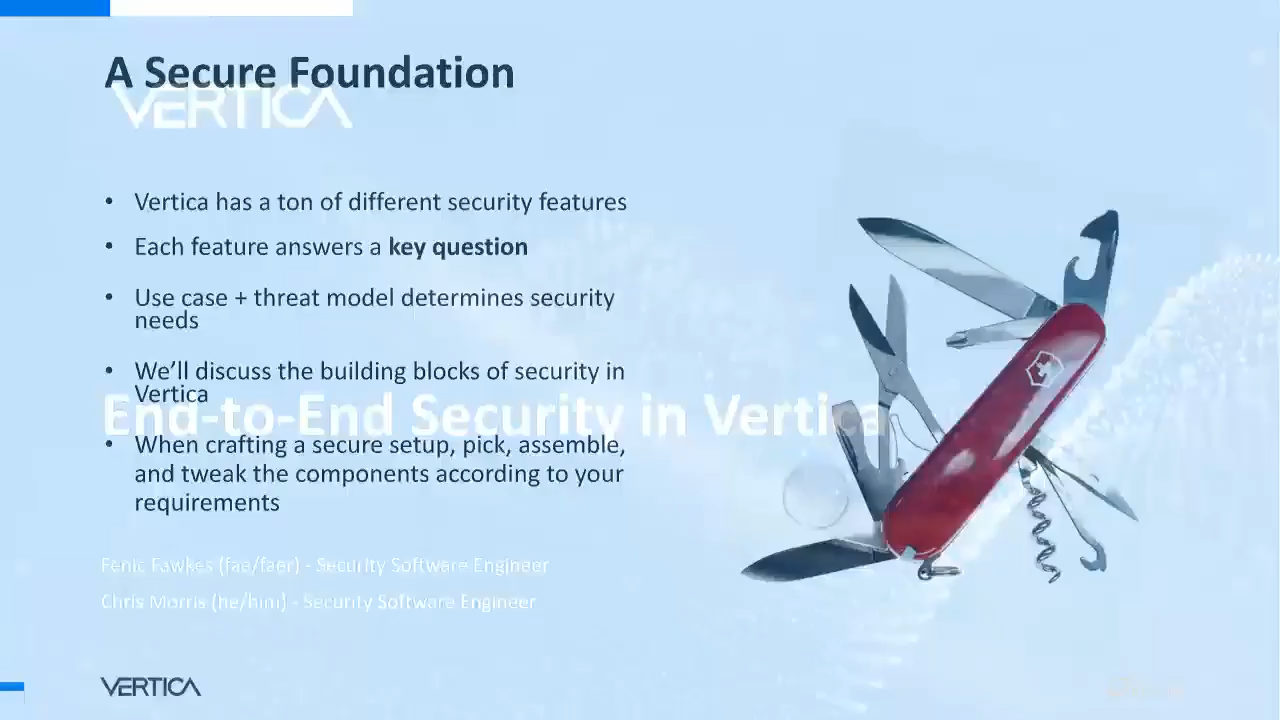 A Secure Foundation
VERTICA
• Vertica has a ton of different security features
• Each feature answers a key question
• Use case + threat model determines security
needs
• We'll discuss the building blocks of security in
Vertica
End-to-End Security in Vertica
• When crafting a secure setup, pick, assemble,
and tweak the components according to your
requirements
Fenic Fawkes (fae/faer) - Security Software Engineer
Chris Morris (he/him) - Security Software Engineer
VERTICA